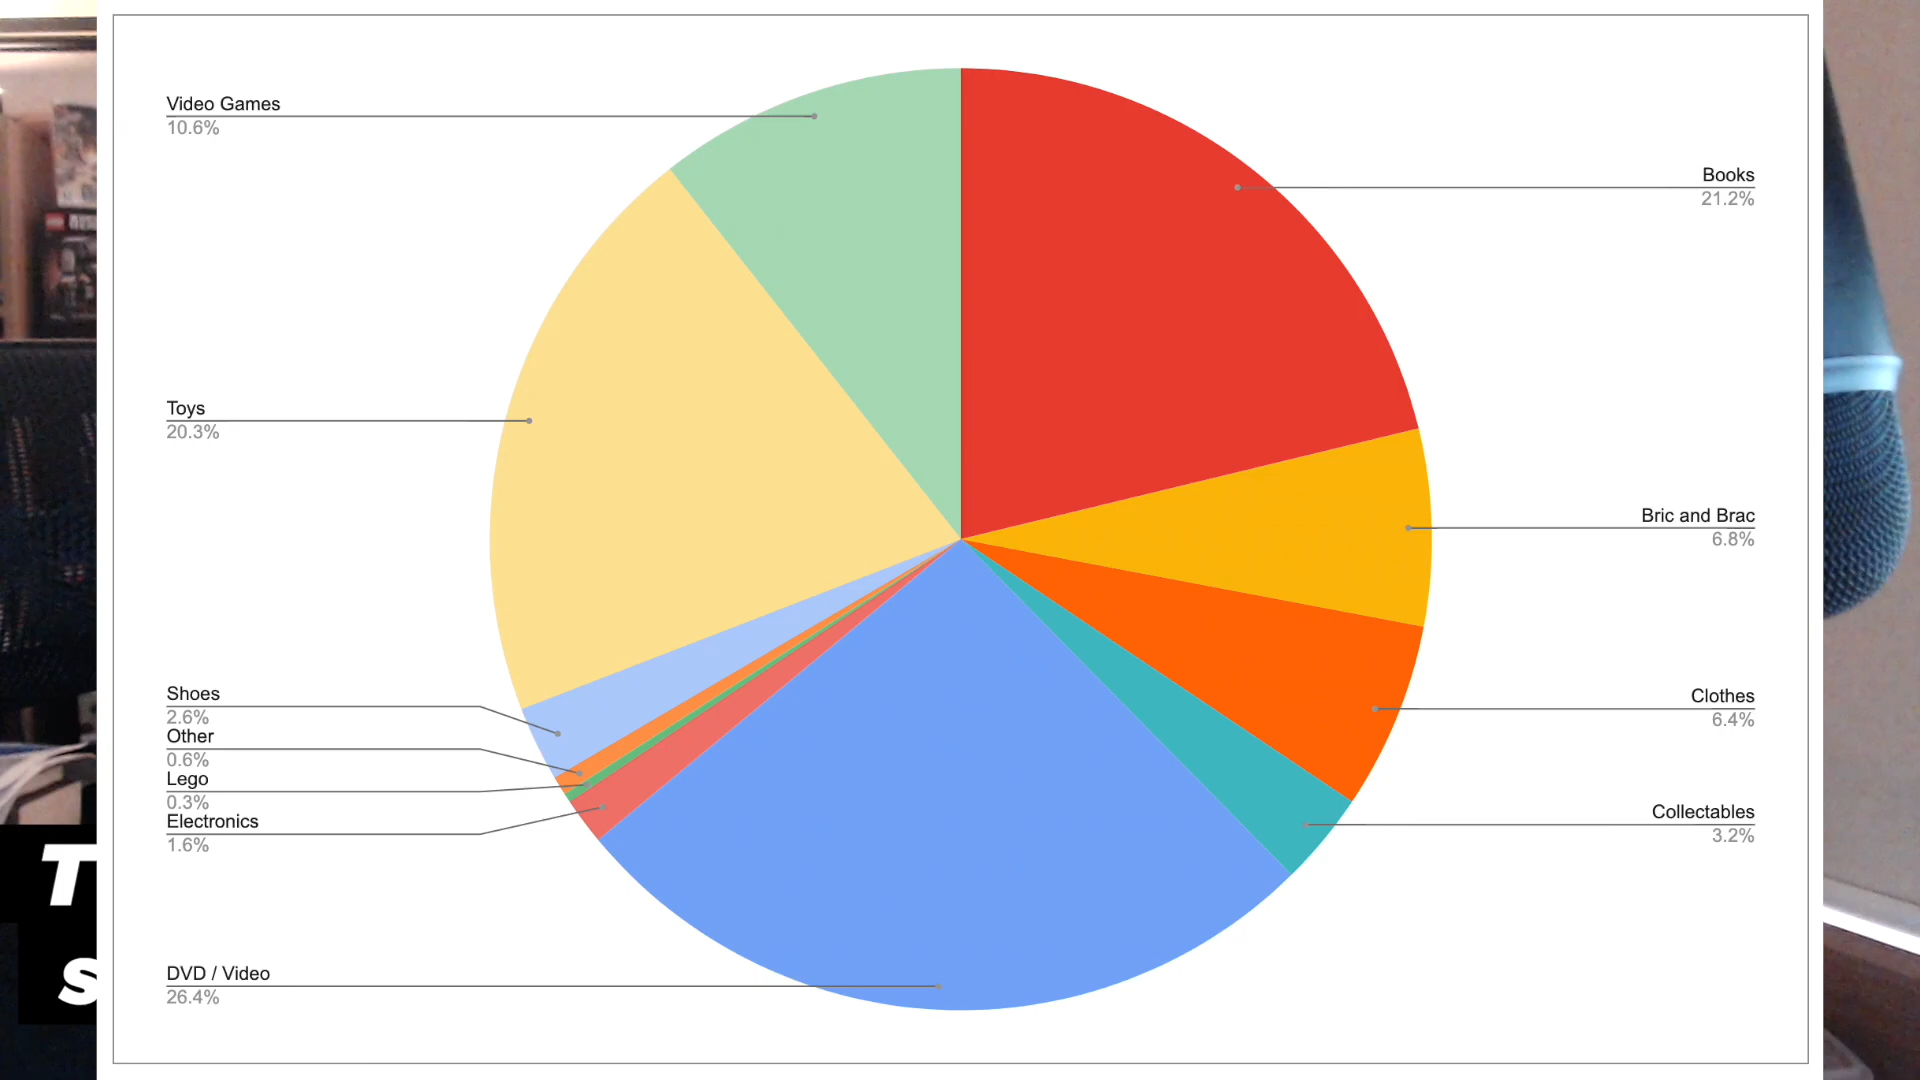 Video Games
10.6%
Books
21.2%
Toys
20.3%
Bric and Brac
6.8%
Shoes
2.6%
Other
0.6%
Lego
0.3%
Electronics
1.6%
Clothes
6.4%
Collectables
3.2%
DVD / Video
26.4%
T
s